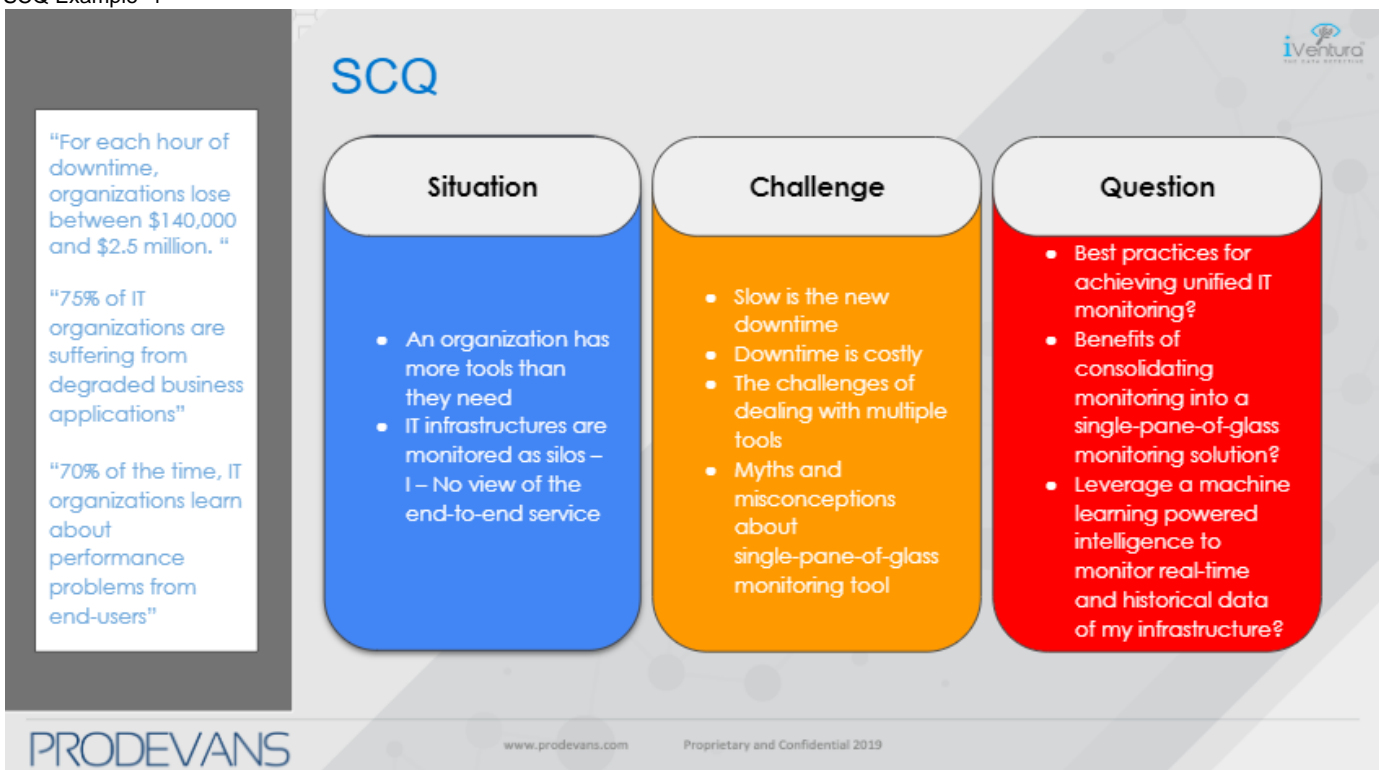 SCQ Example
iVentura
SCQ
"For each hour of
downtime,
organizations lose
between $140,000
and $2.5 million. "
"75% of IT
organizations are
suffering from
degraded business
applications"
"70% of the time, IT
organizations learn
about
performance
problems from
end-users"
Situation
• An organization has
more tools than
they need
• IT infrastructures are
monitored as silos –
I – No view of the
end-to-end service
Challenge
• Slow is the new
downtime
• Downtime is costly
• The challenges of
dealing with multiple
tools
• Myths and
misconceptions
about
single-pane-of-glass
monitoring tool
Question
• Best practices for
achieving unified IT
monitoring?
• Benefits of
consolidating
monitoring into a
single-pane-of-glass
monitoring solution?
• Leverage a machine
learning powered
intelligence to
monitor real-time
and historical data
of my infrastructure?
PRODEVANS
www.prodevans.com
Proprietary and Confidential 2019